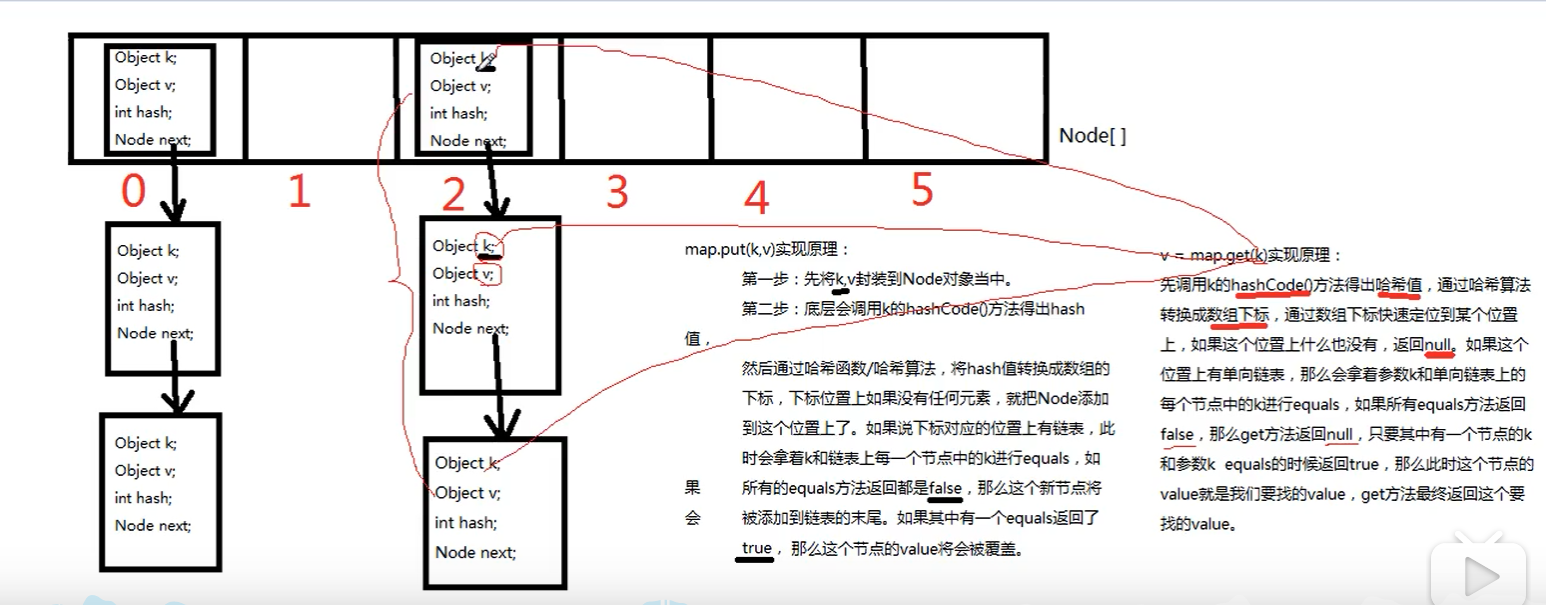 Object k;
Object v;
int hash;
Node next;
Object k;
Object v;
int hash;
Node next;
Node[ ]
0
1
2
3
4
5
Object k;
Object v;
int hash;
Node next;
Object k;
Object v;
int hash;
Node next;
Object k;
Object v;
int hash;
Node next;
Object k;
Object v;
int hash;
Node next;
map.put(k,v)实现原理：
第一步：先将k,v封装到Node对象当中。
第二步：底层会调用k的hashCode()方法得出hash
值，
然后通过哈希函数/哈希算法，将hash值转换成数组的
下标，下标位置上如果没有任何元素，就把Node添加
到这个位置上了。如果说下标对应的位置上有链表，此
时会拿着k和链表上每一个节点中的k进行equals，如
果 所有的equals方法返回都是false，那么这个新节点将
会 被添加到链表的末尾。如果其中有一个equals返回了
true， 那么这个节点的value将会被覆盖。
v = map.get(k)实现原理：
先调用k的hashCode()方法得出哈希值，通过哈希算法
转换成数组下标，通过数组下标快速定位到某个位置
上，如果这个位置上什么也没有，返回null。如果这个
位置上有单向链表，那么会拿着参数k和单向链表上的
每个节点中的k进行equals，如果所有equals方法返回
false，那么get方法返回null，只要其中有一个节点的k
和参数k equals的时候返回true，那么此时这个节点的
value就是我们要找的value，get方法最终返回这个要
找的value。